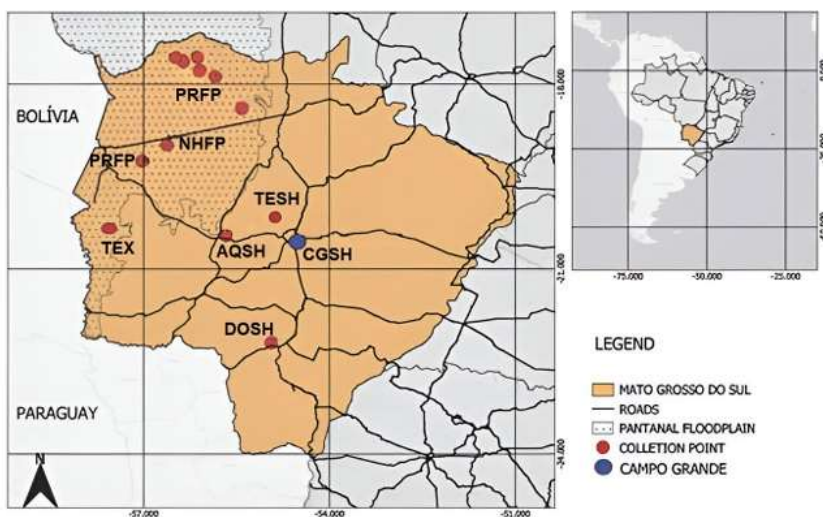 PRFP
BOLÍVIA
NHFP
PRFP
TESH
TEX
AQSH
CGSH
DOSH
PARAGUAY
N
-18.000
-21.000
-24.000
-57.000
-54.000
-51.000
-75.000
-50.000
-25.000
LEGEND
MATO GROSSO DO SUL
ROADS
PANTANAL FLOODPLAIN
COLLETION POINT
CAMPO GRANDE